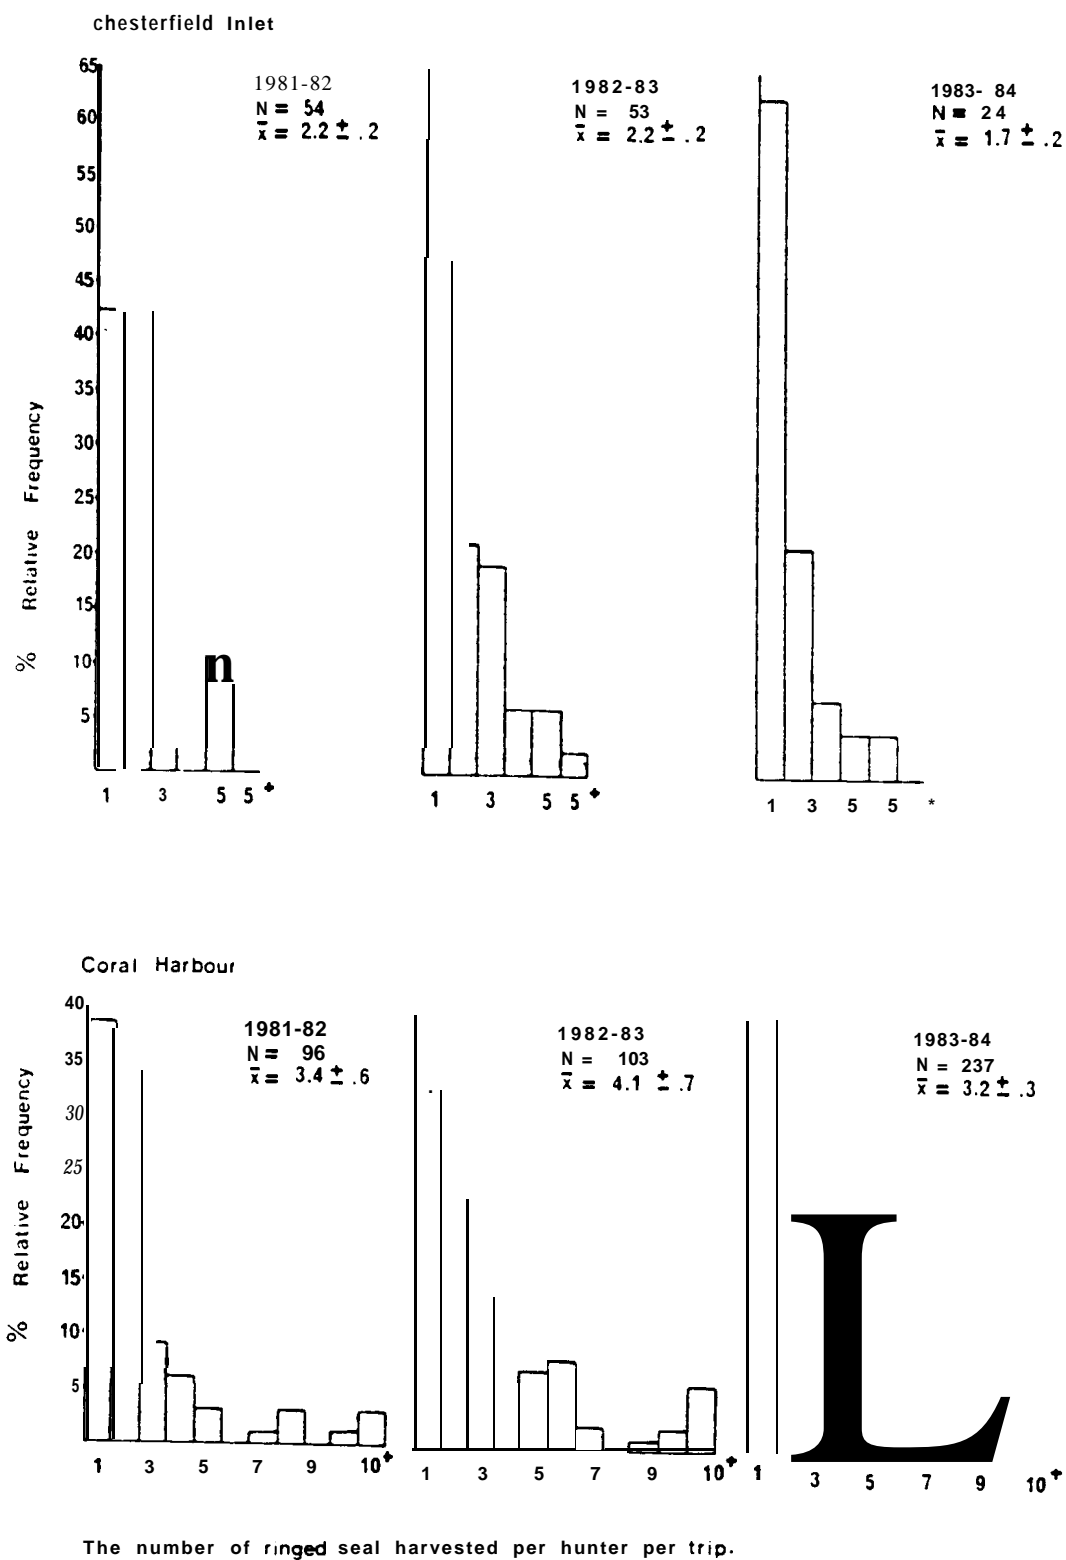 chesterfield Inlet
65
60
55
50
45
40
35
30
25
20
15
10
5
% Relative Frequency
1981-82
N = 54
x̄ = 2.2 ± .2
n
1 3 5 5+
1982-83
N = 53
x̄ = 2.2 ± .2
1 3 5 5+
1983- 84
N = 24
x̄ = 1.7 ± .2
1 3 5 5 *
Coral Harbour
40
35
30
25
20
15
10
5
% Relative Frequency
1981-82
N = 96
x̄ = 3.4 ± .6
1 3 5 7 9 10+
1982-83
N = 103
x̄ = 4.1 ± .7
1 3 5 7 9 10+
1983-84
N = 237
x̄ = 3.2 ± .3
L
1 3 5 7 9 10+
The number of ringed seal harvested per hunter per trip.